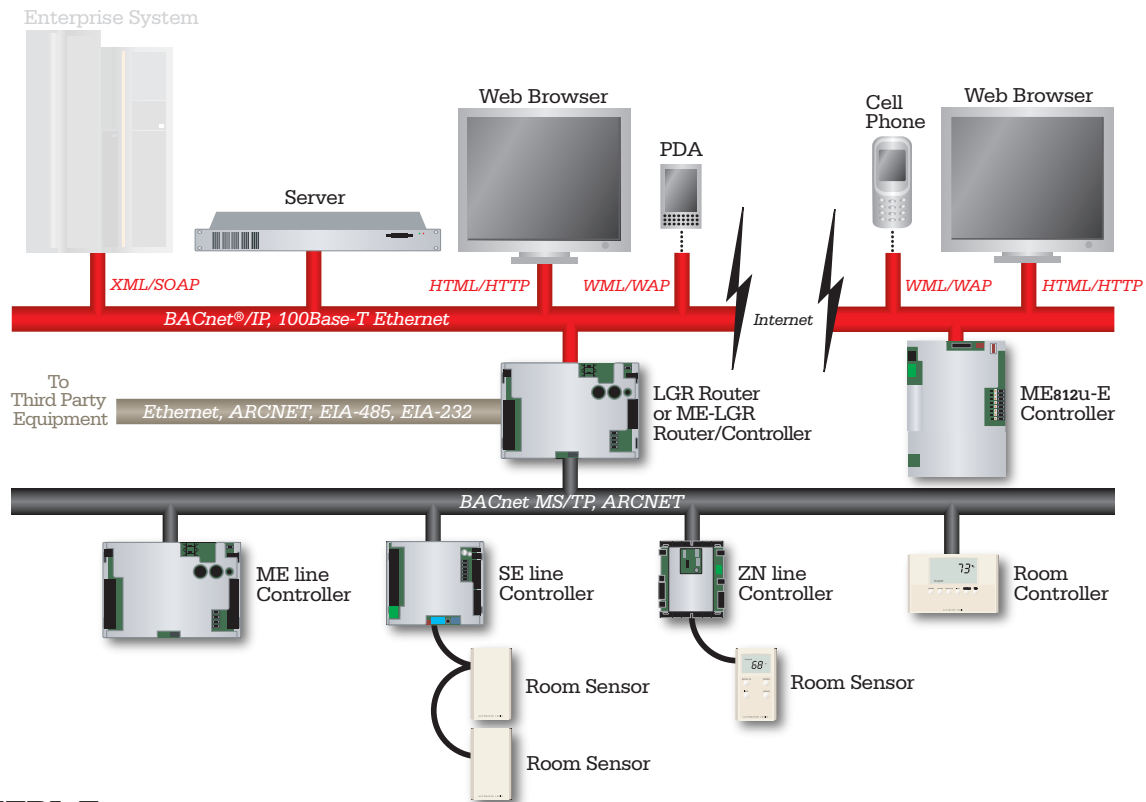 Enterprise System
Web Browser
Cell
Phone
Web Browser
PDA
Server
XML/SOAP
HTML/HTTP
WML/WAP
WML/WAP
HTML/HTTP
BACnet®/IP, 100Base-T Ethernet
Internet
To
Third Party
Equipment
Ethernet, ARCNET, EIA-485, EIA-232
LGR Router
or ME-LGR
Router/Controller
ME812u-E
Controller
BACnet MS/TP, ARCNET
ME line
Controller
SE line
Controller
ZN line
Controller
73°
Room
Controller
Room Sensor
68°
Room Sensor
Room Sensor